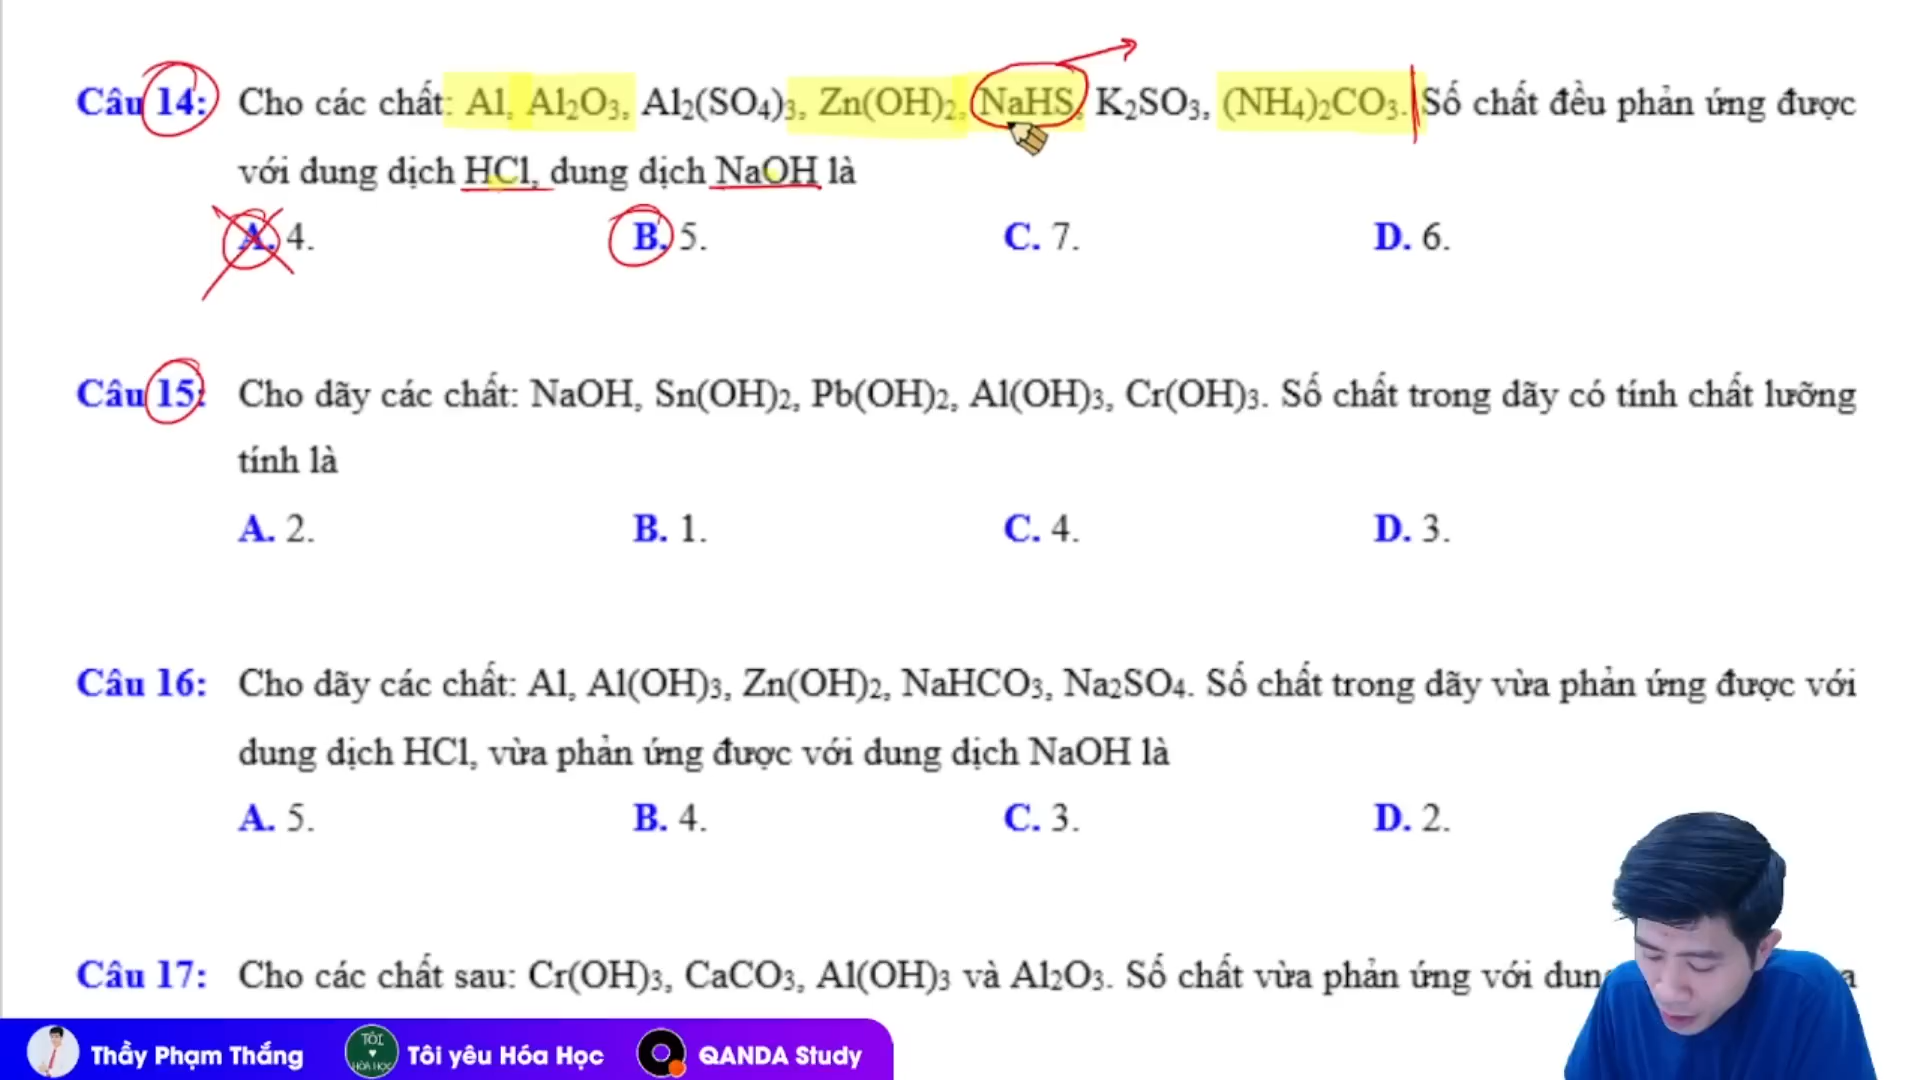 Câu 14: Cho các chất: Al, Al₂O₃, Al₂(SO₄)₃, Zn(OH)₂, NaHS, K₂SO₃, (NH₄)₂CO₃. Số chất đều phản ứng được
với dung dịch HCl, dung dịch NaOH là
A. 4. B. 5. C. 7. D. 6.
Câu 15: Cho dãy các chất: NaOH, Sn(OH)₂, Pb(OH)₂, Al(OH)₃, Cr(OH)₃. Số chất trong dãy có tính chất lưỡng
tính là
A. 2. B. 1. C. 4. D. 3.
Câu 16: Cho dãy các chất: Al, Al(OH)₃, Zn(OH)₂, NaHCO₃, Na₂SO₄. Số chất trong dãy vừa phản ứng được với
dung dịch HCl, vừa phản ứng được với dung dịch NaOH là
A. 5. B. 4. C. 3. D. 2.
Câu 17: Cho các chất sau: Cr(OH)₃, CaCO₃, Al(OH)₃ và Al₂O₃. Số chất vừa phản ứng với
Thầy Phạm Thắng TÔI ♥ HÓA HỌC Tôi yêu Hóa Học QANDA Study